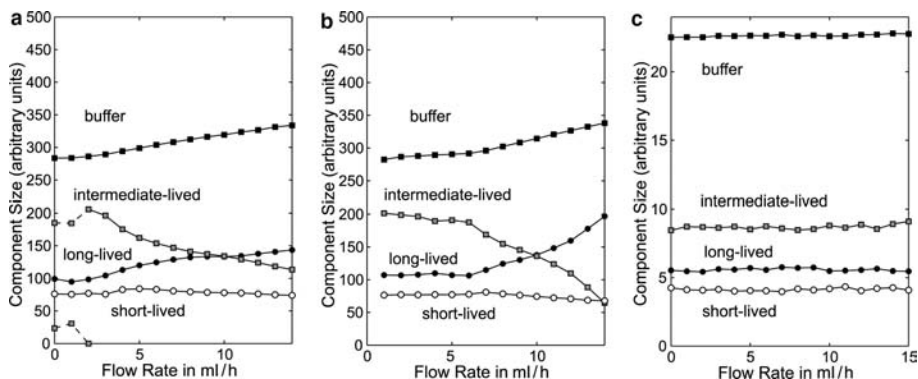 a
500
450
400
350
300
250
200
150
100
50
0
Component Size (arbitrary units)
buffer
intermediate-lived
long-lived
short-lived
0 5 10
Flow Rate in ml/h
b
500
450
400
350
300
250
200
150
100
50
0
Component Size (arbitrary units)
buffer
intermediate-lived
long-lived
short-lived
0 5 10
Flow Rate in ml/h
c
20
15
10
5
0
Component Size (arbitrary units)
buffer
intermediate-lived
long-lived
short-lived
0 5 10 15
Flow Rate in ml/h